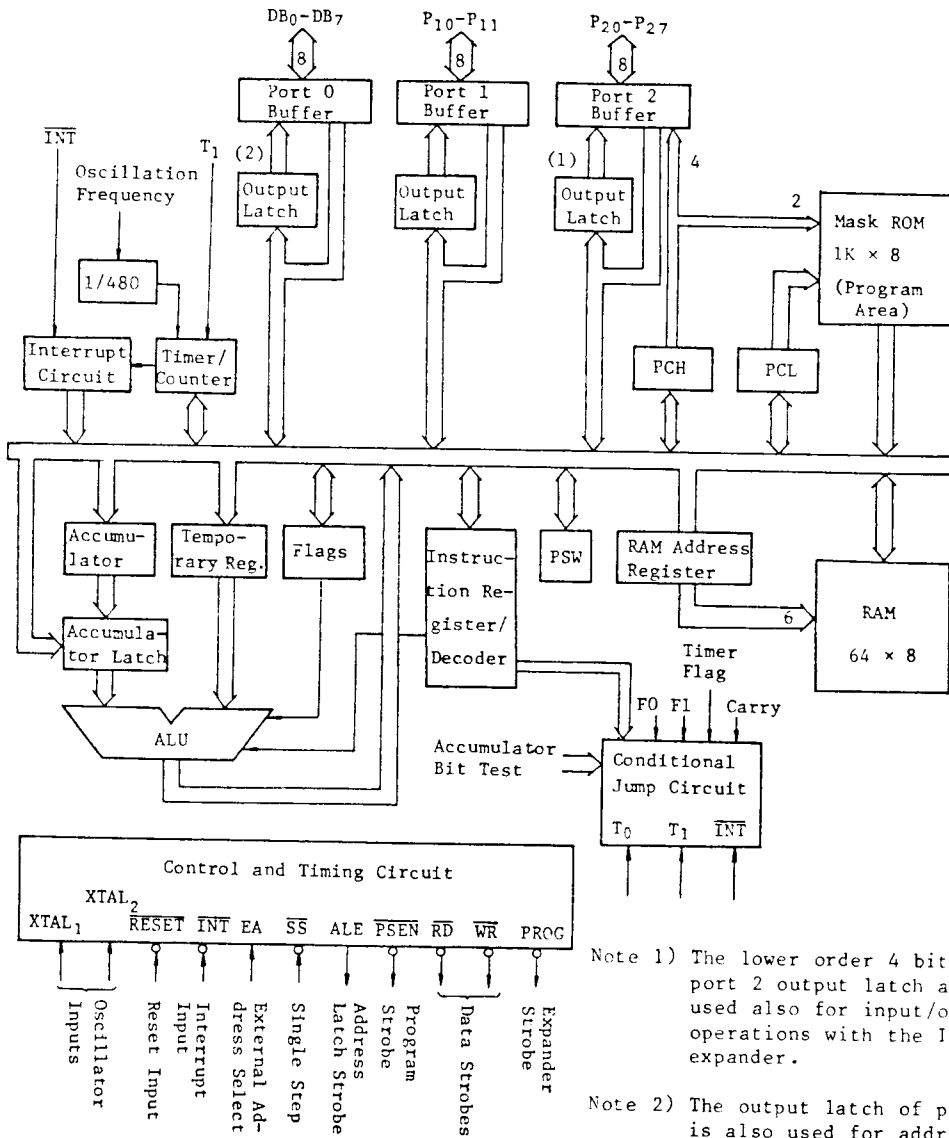 DB0-DB7
P10-P11
P20-P27
8
8
8
Port 0
Buffer
Port 1
Buffer
Port 2
Buffer
INT
T1
(2)
(1)
4
Oscillation
Frequency
Output
Latch
Output
Latch
Output
Latch
2
Mask ROM
1K × 8
(Program
Area)
1/480
Interrupt
Circuit
Timer/
Counter
PCH
PCL
Accumu-
lator
Tempo-
rary Reg.
Flags
Instruc-
tion Re-
gister/
Decoder
PSW
RAM Address
Register
6
RAM
64 × 8
Accumula-
tor Latch
Timer
Flag
F0 F1
Carry
ALU
Accumulator
Bit Test
Conditional
Jump Circuit
T0 T1 INT
Control and Timing Circuit
XTAL1 XTAL2 RESET INT EA SS ALE PSEN RD WR PROG
Oscillator
Inputs
Reset Input
Interrupt
Input
External Ad-
dress Select
Single Step
Address
Latch Strobe
Program
Strobe
Data Strobes
Expander
Strobe
Note 1) The lower order 4 bit
port 2 output latch a
used also for input/o
operations with the I
expander.
Note 2) The output latch of p
is also used for addr